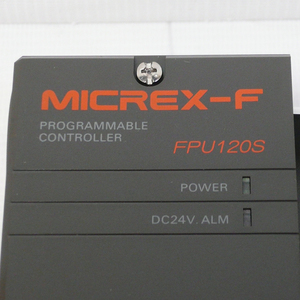 MICREX-F
PROGRAMMABLE
CONTROLLER
FPU120S
POWER
DC24V. ALM